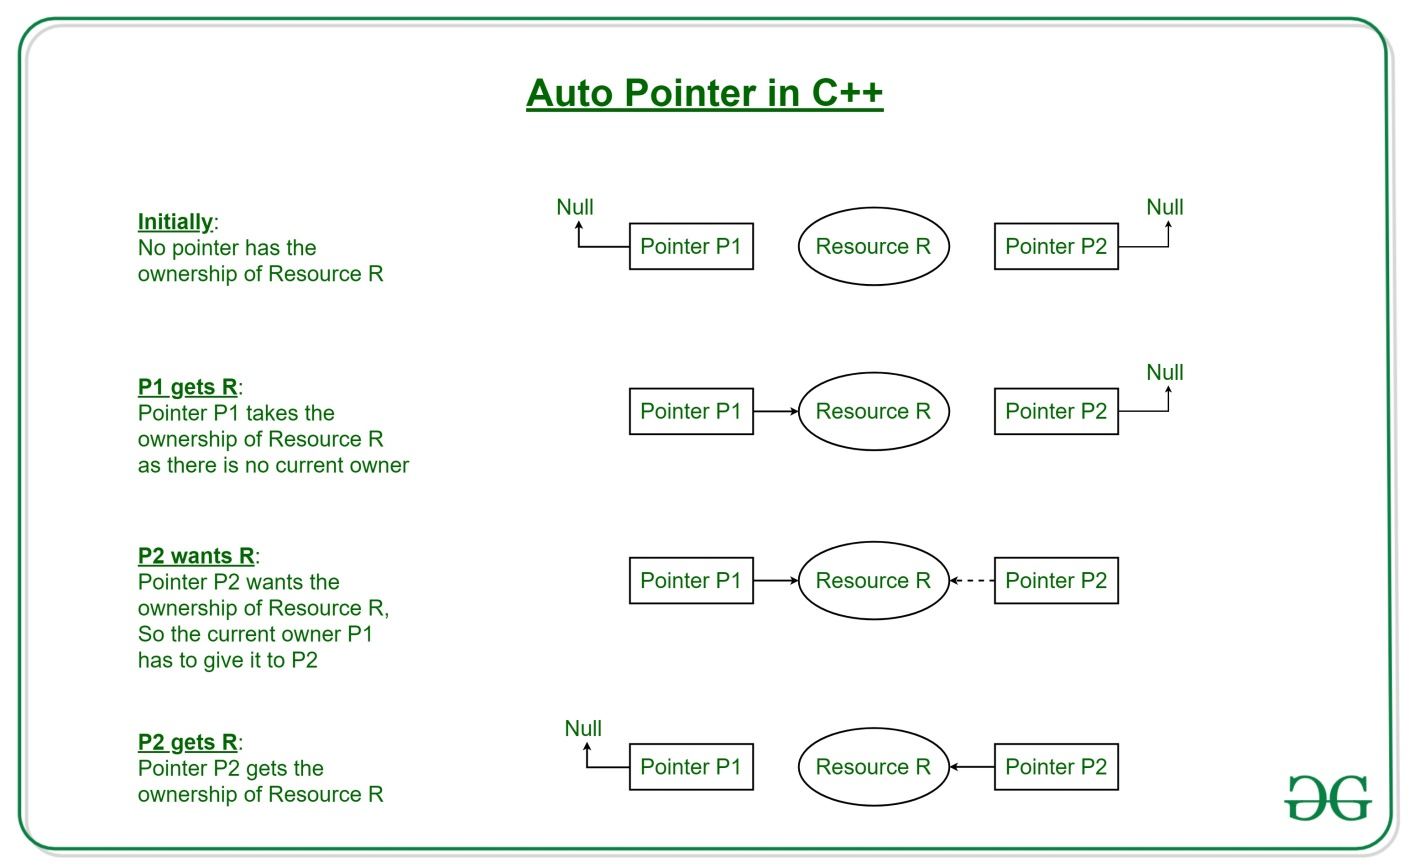 Auto Pointer in C++
Initially:
No pointer has the
ownership of Resource R
Null
Pointer P1
Resource R
Pointer P2
Null
P1 gets R:
Pointer P1 takes the
ownership of Resource R
as there is no current owner
Pointer P1
Resource R
Pointer P2
Null
P2 wants R:
Pointer P2 wants the
ownership of Resource R,
So the current owner P1
has to give it to P2
Pointer P1
Resource R
Pointer P2
P2 gets R:
Pointer P2 gets the
ownership of Resource R
Null
Pointer P1
Resource R
Pointer P2